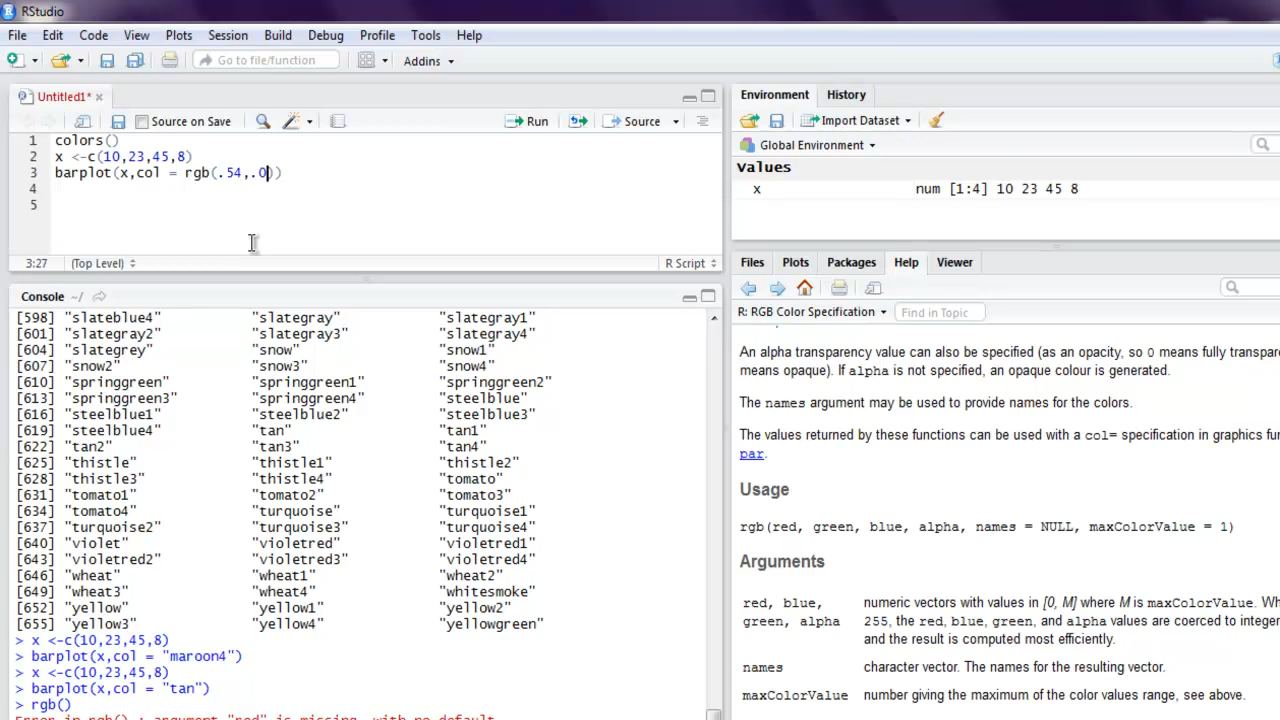 RStudio
File Edit Code View Plots Session Build Debug Profile Tools Help
Go to file/function Addins
Untitled1*
Source on Save Run Source
1 colors()
2 x <-c(10,23,45,8)
3 barplot(x,col = rgb(.54,.0))
4
5
3:27 (Top Level) R Script
Console ~/
[598] "slateblue4" "slategray" "slategray1"
[601] "slategray2" "slategray3" "slategray4"
[604] "slategrey" "snow" "snow1"
[607] "snow2" "snow3" "snow4"
[610] "springgreen" "springgreen1" "springgreen2"
[613] "springgreen3" "springgreen4" "steelblue"
[616] "steelblue1" "steelblue2" "steelblue3"
[619] "steelblue4" "tan" "tan1"
[622] "tan2" "tan3" "tan4"
[625] "thistle" "thistle1" "thistle2"
[628] "thistle3" "thistle4" "tomato"
[631] "tomato1" "tomato2" "tomato3"
[634] "tomato4" "turquoise" "turquoise1"
[637] "turquoise2" "turquoise3" "turquoise4"
[640] "violet" "violetred" "violetred1"
[643] "violetred2" "violetred3" "violetred4"
[646] "wheat" "wheat1" "wheat2"
[649] "wheat3" "wheat4" "whitesmoke"
[652] "yellow" "yellow1" "yellow2"
[655] "yellow3" "yellow4" "yellowgreen"
> x <-c(10,23,45,8)
> barplot(x,col = "maroon4")
> x <-c(10,23,45,8)
> barplot(x,col = "tan")
> rgb()
Error in rgb() : argument "red" is missing, with no default
Environment History
Import Dataset
Global Environment
Values
x num [1:4] 10 23 45 8
Files Plots Packages Help Viewer
R: RGB Color Specification Find in Topic
An alpha transparency value can also be specified (as an opacity, so 0 means fully transpare
means opaque). If alpha is not specified, an opaque colour is generated.
The names argument may be used to provide names for the colors.
The values returned by these functions can be used with a col= specification in graphics fun
par.
Usage
rgb(red, green, blue, alpha, names = NULL, maxColorValue = 1)
Arguments
red, blue, green, alpha
numeric vectors with values in [0, M] where M is maxColorValue. Wh
255, the red, blue, green, and alpha values are coerced to integer
and the result is computed most efficiently.
names character vector. The names for the resulting vector.
maxColorValue number giving the maximum of the color values range, see above.